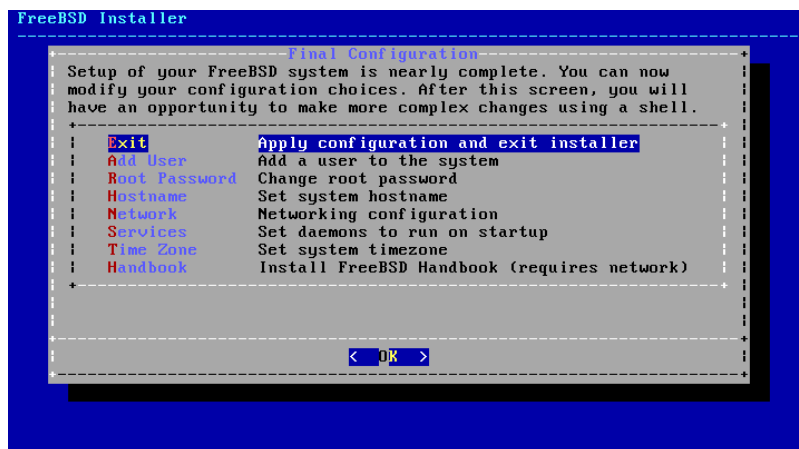 FreeBSD Installer
Final Configuration
Setup of your FreeBSD system is nearly complete. You can now
modify your configuration choices. After this screen, you will
have an opportunity to make more complex changes using a shell.
Exit Apply configuration and exit installer
Add User Add a user to the system
Root Password Change root password
Hostname Set system hostname
Network Networking configuration
Services Set daemons to run on startup
Time Zone Set system timezone
Handbook Install FreeBSD Handbook (requires network)
< OK >